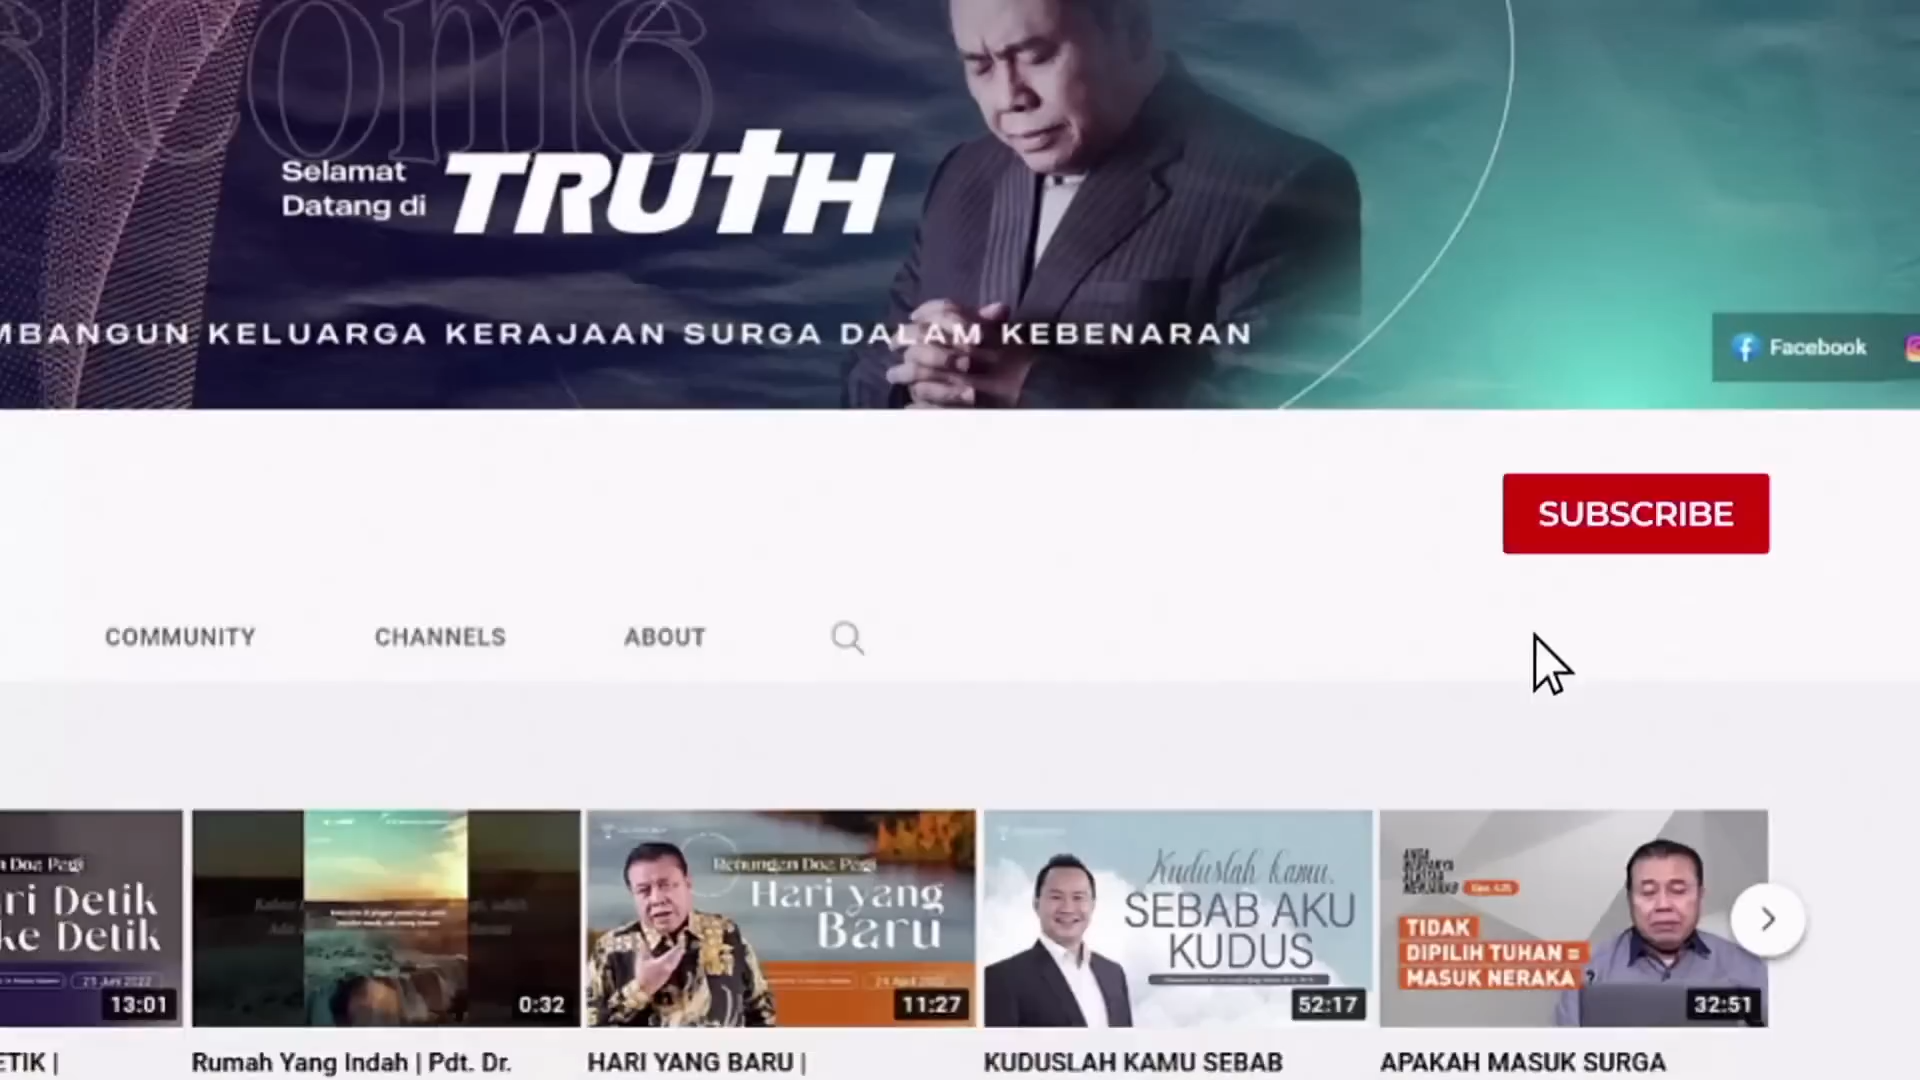 Selamat
Datang di
TRUTH
MBANGUN KELUARGA KERAJAAN SURGA DALAM KEBENARAN
Facebook
SUBSCRIBE
COMMUNITY
CHANNELS
ABOUT
Doa Pagi
ri Detik
ke Detik
13:01
0:32
Renungan Doa Pagi
Hari yang
Baru
11:27
Kuduslah kamu,
SEBAB AKU
KUDUS
52:17
TIDAK
DIPILIH TUHAN =
MASUK NERAKA ?
32:51
ETIK |
Rumah Yang Indah | Pdt. Dr.
HARI YANG BARU |
KUDUSLAH KAMU SEBAB
APAKAH MASUK SURGA